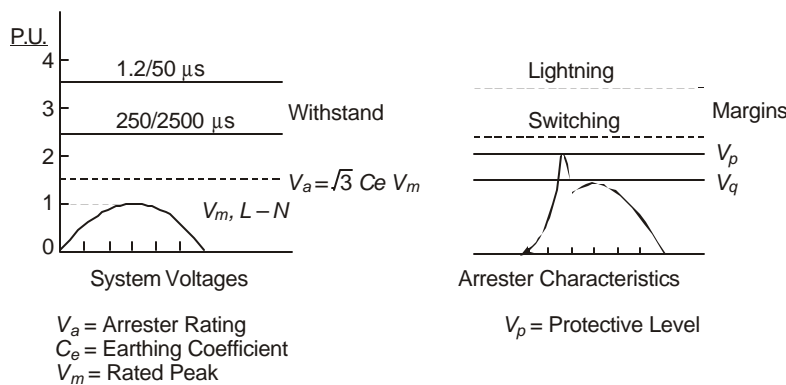 P.U.
4
3
2
1
0
1.2/50 μs
250/2500 μs
Withstand
V_a = √3 Ce V_m
V_m, L – N
System Voltages
V_a = Arrester Rating
C_e = Earthing Coefficient
V_m = Rated Peak
Lightning
Margins
Switching
V_p
V_q
Arrester Characteristics
V_p = Protective Level